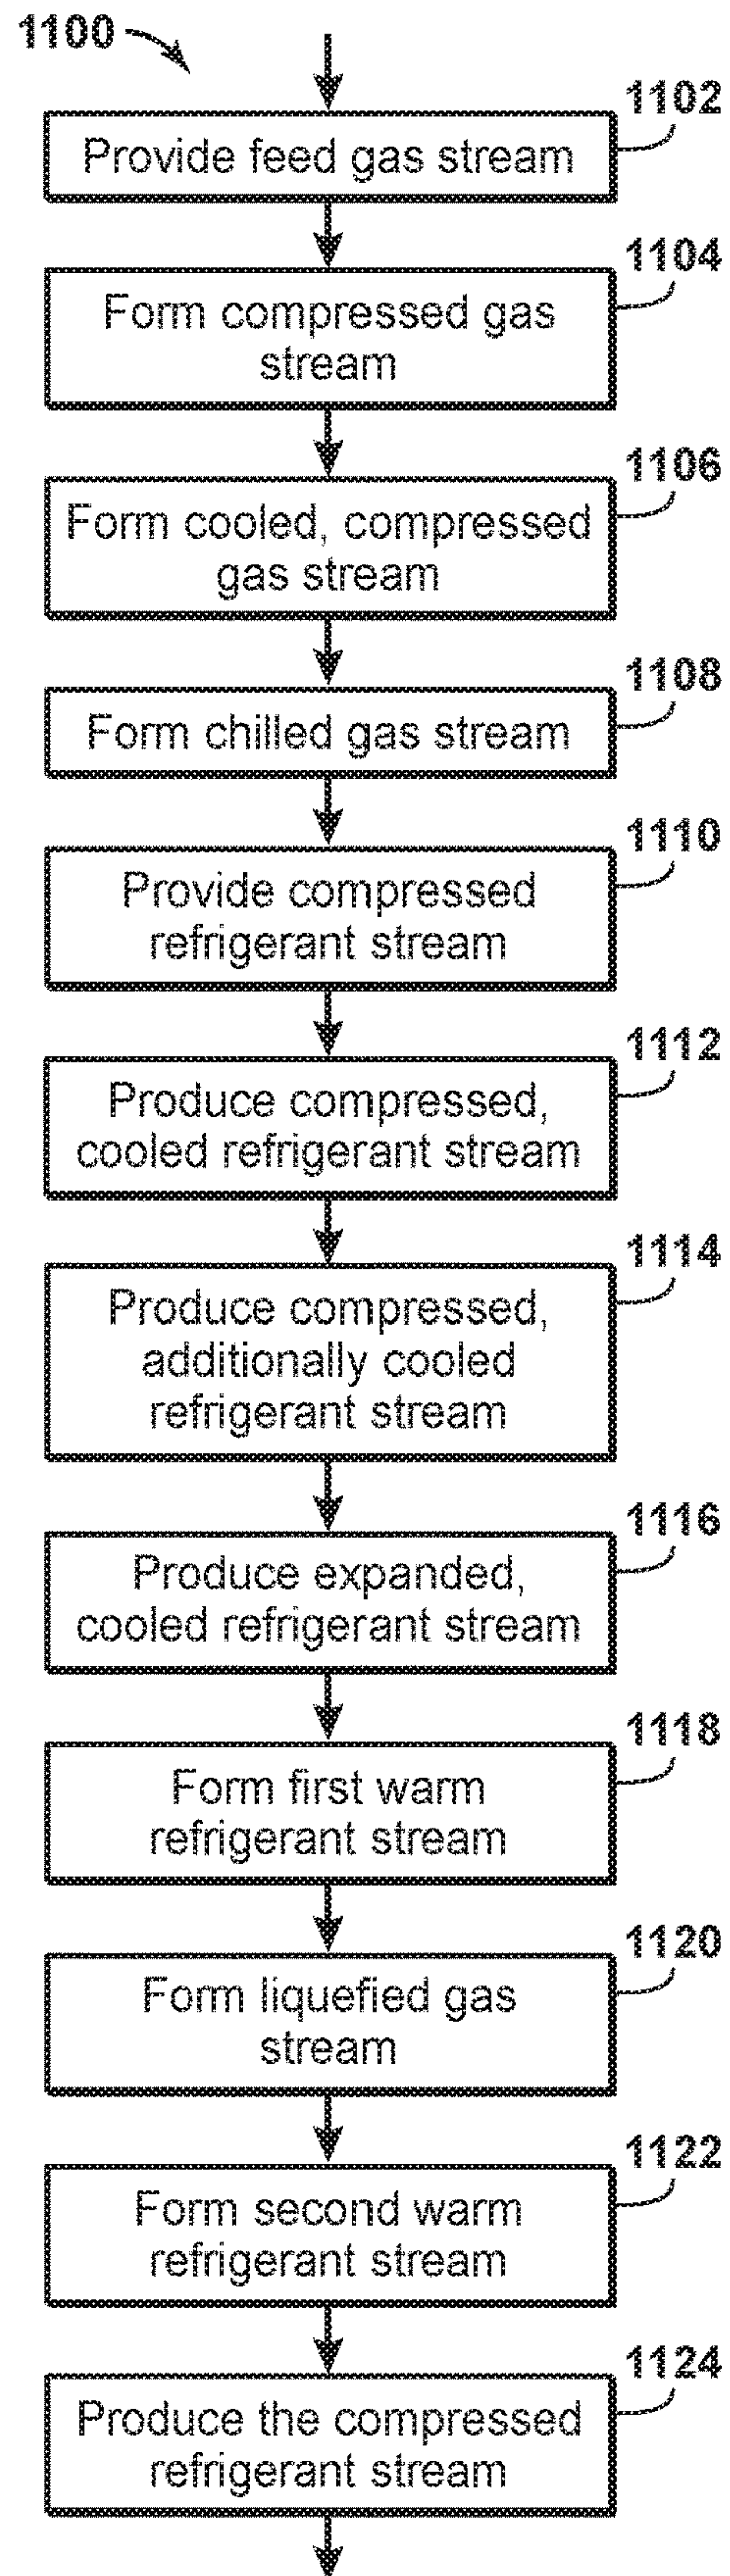 1100
1102
Provide feed gas stream
1104
Form compressed gas
stream
1106
Form cooled, compressed
gas stream
1108
Form chilled gas stream
1110
Provide compressed
refrigerant stream
1112
Produce compressed,
cooled refrigerant stream
1114
Produce compressed,
additionally cooled
refrigerant stream
1116
Produce expanded,
cooled refrigerant stream
1118
Form first warm
refrigerant stream
1120
Form liquefied gas
stream
1122
Form second warm
refrigerant stream
1124
Produce the compressed
refrigerant stream